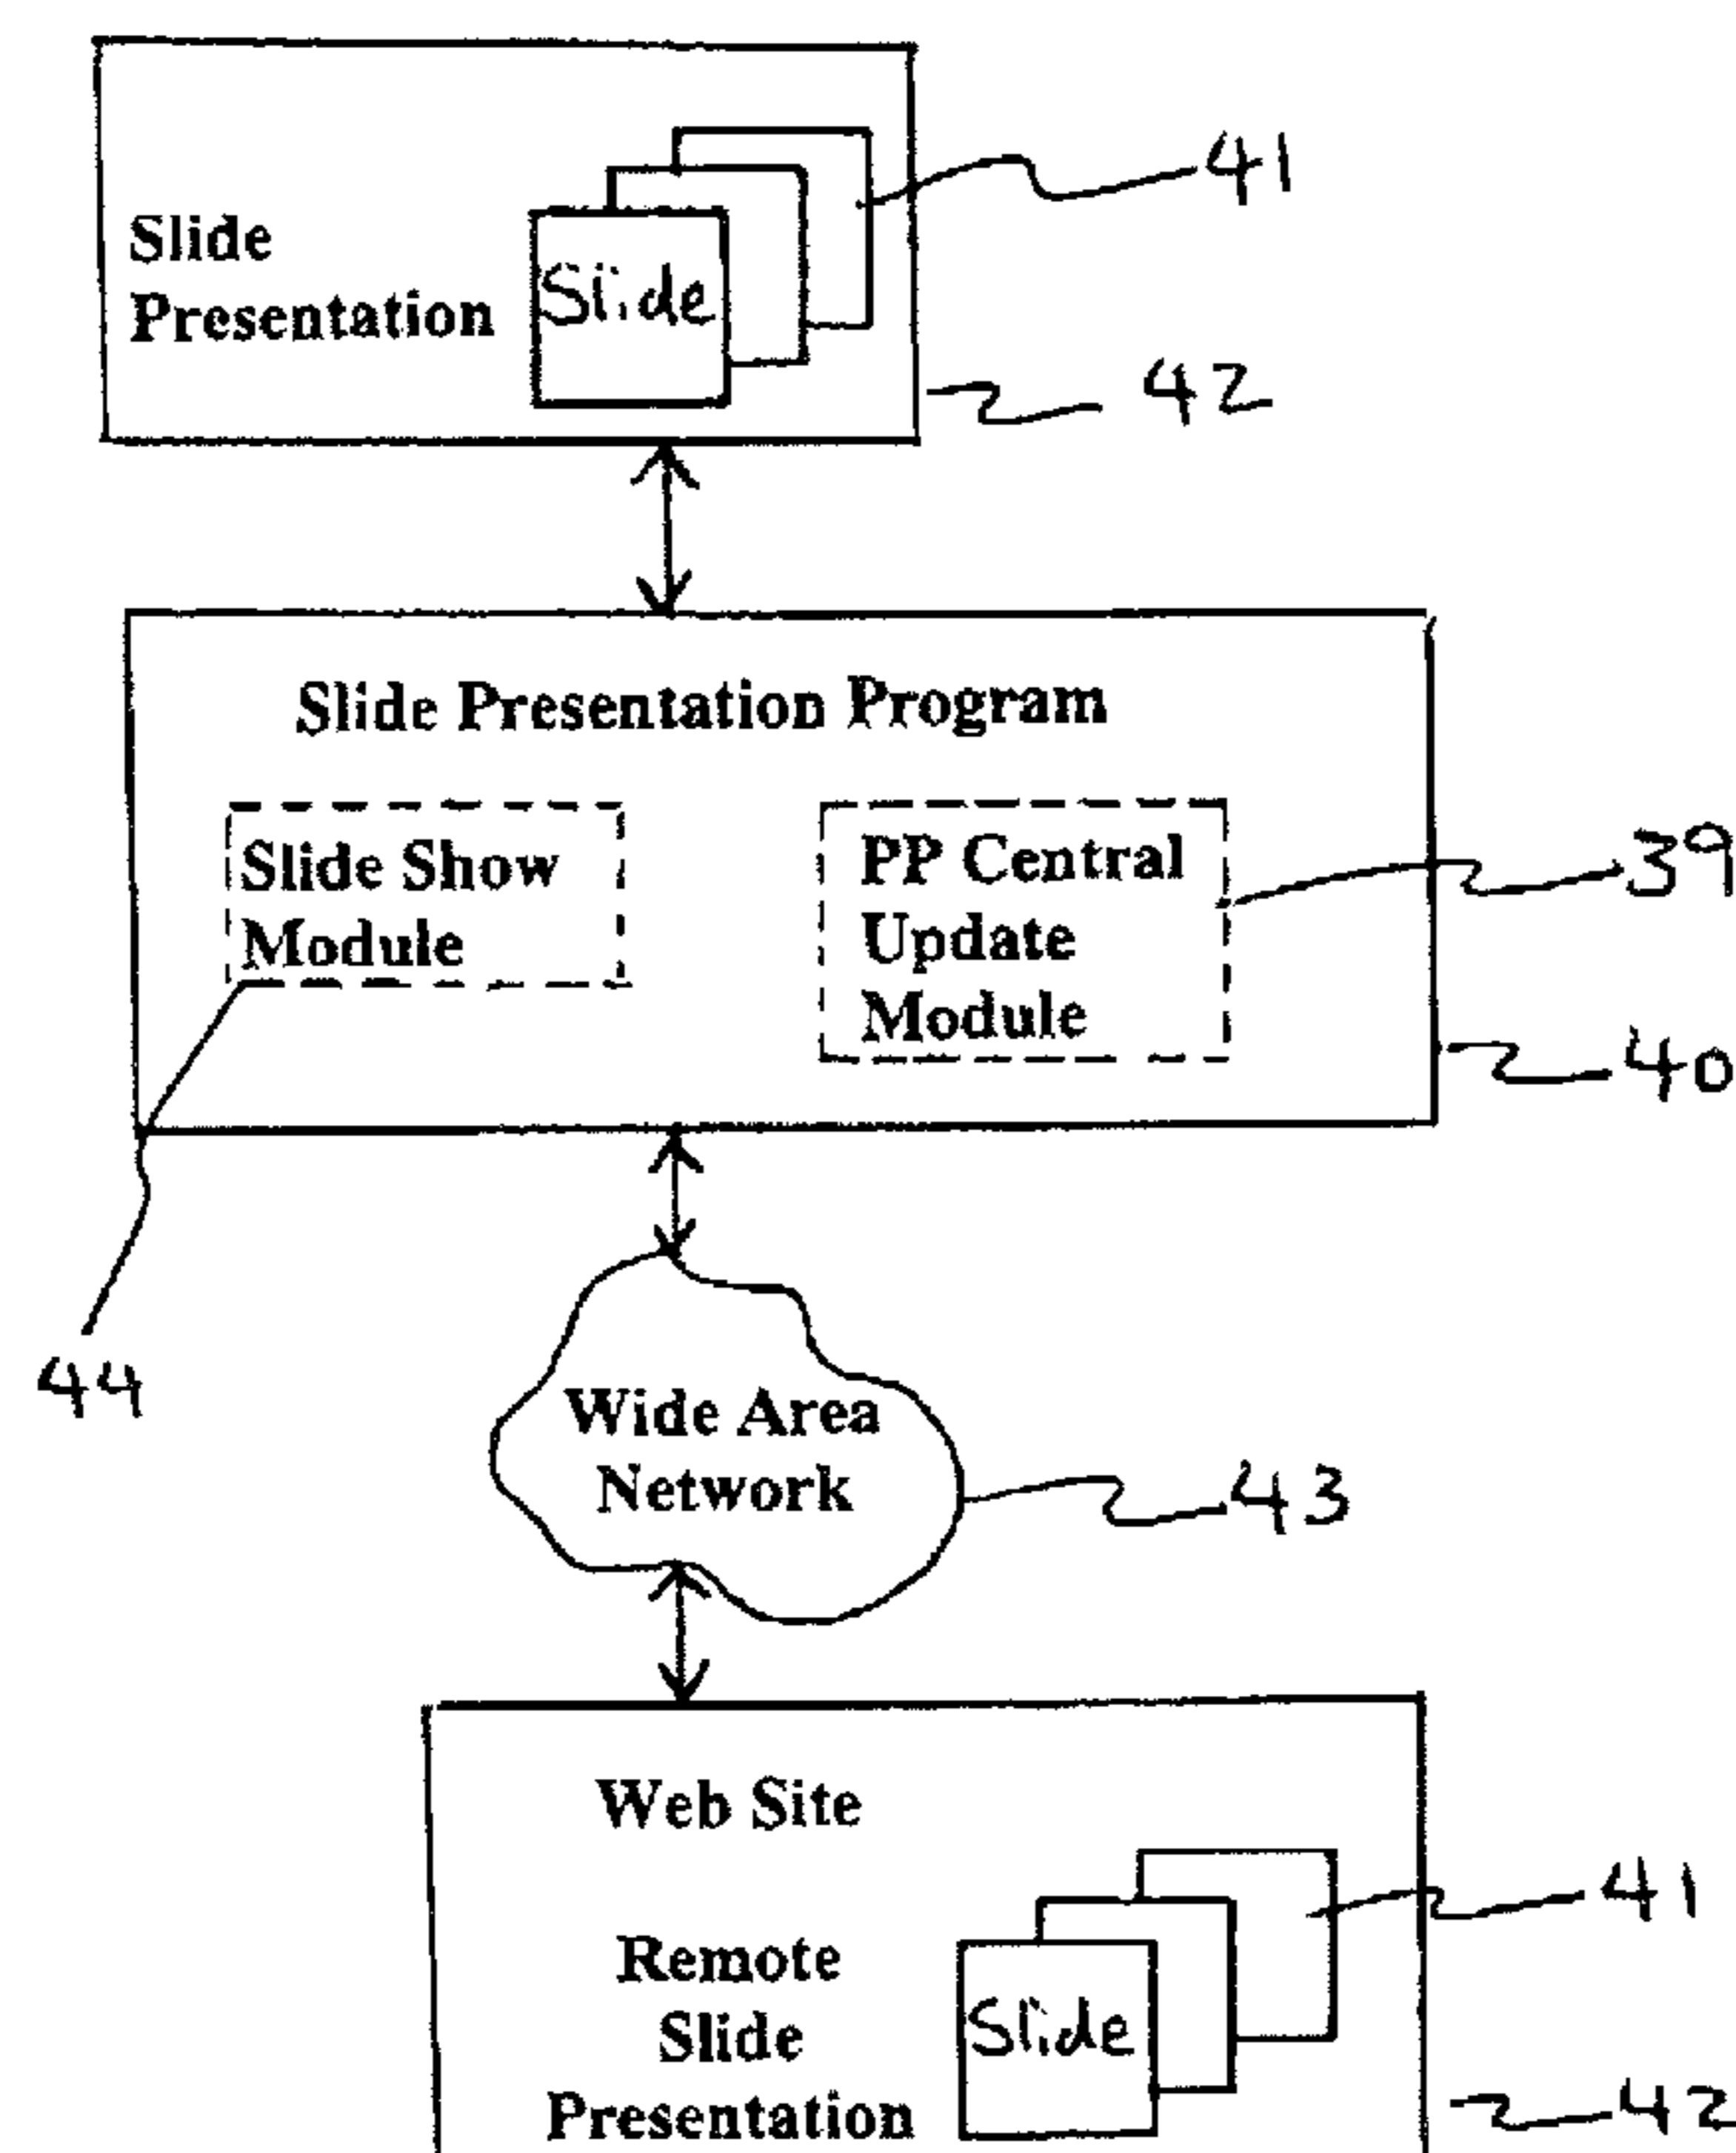 41
Slide
Presentation
Slide
42
Slide Presentation Program
Slide Show
Module
PP Central
Update
Module
39
40
44
Wide Area
Network
43
Web Site
41
Remote
Slide
Presentation
Slide
42